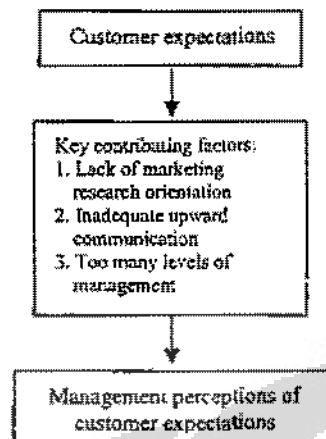 Customer expectations
Key contributing factors:
1. Lack of marketing
research orientation
2. Inadequate upward
communication
3. Too many levels of
management
Management perceptions of
customer expectations